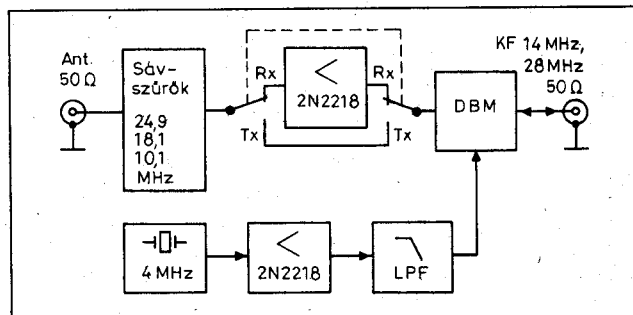 Ant.
50 Ω
Sáv-
szűrők
24,9
18,1
10,1
MHz
Rx
Rx
2N2218
Tx
Tx
DBM
KF 14 MHz,
28 MHz
50 Ω
4 MHz
2N2218
LPF